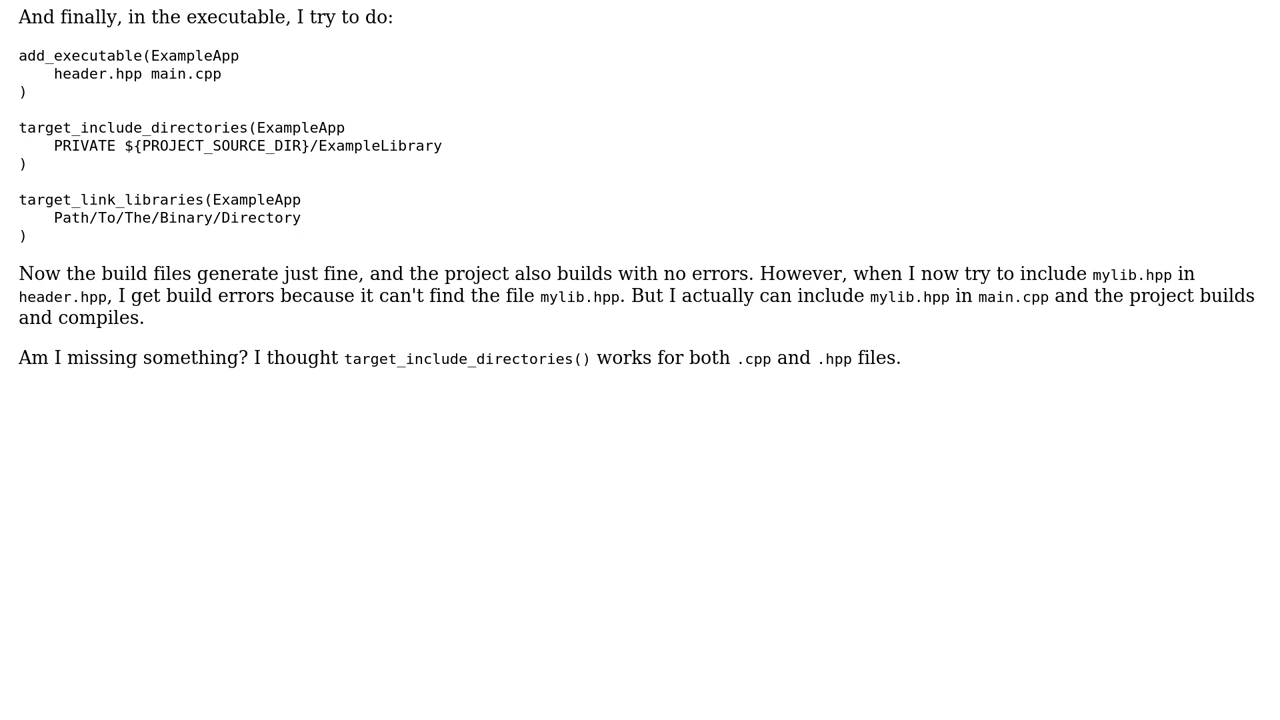 And finally, in the executable, I try to do:
add_executable(ExampleApp
    header.hpp main.cpp
)
target_include_directories(ExampleApp
    PRIVATE ${PROJECT_SOURCE_DIR}/ExampleLibrary
)
target_link_libraries(ExampleApp
    Path/To/The/Binary/Directory
)
Now the build files generate just fine, and the project also builds with no errors. However, when I now try to include mylib.hpp in
header.hpp, I get build errors because it can't find the file mylib.hpp. But I actually can include mylib.hpp in main.cpp and the project builds
and compiles.
Am I missing something? I thought target_include_directories() works for both .cpp and .hpp files.